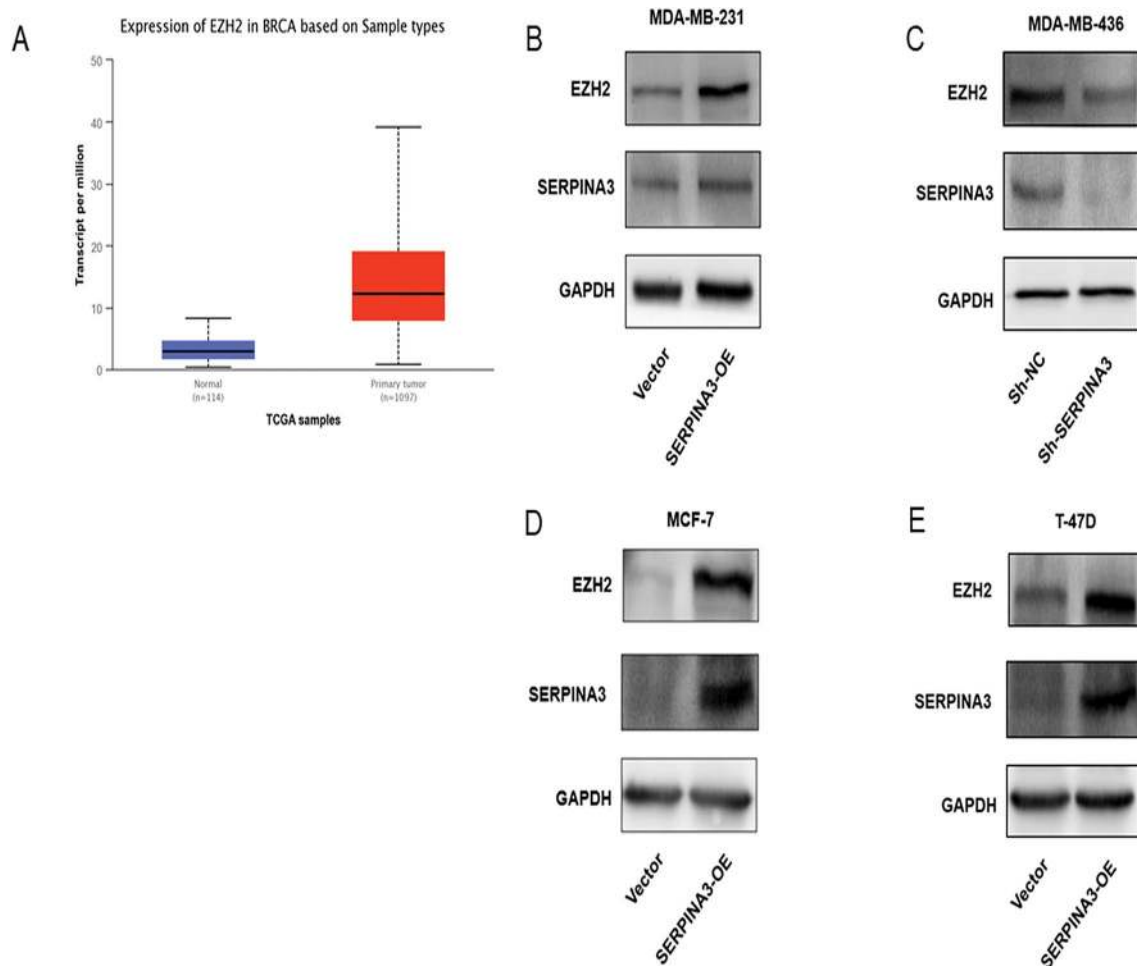 A
Expression of EZH2 in BRCA based on Sample types
Transcript per million
50
40
30
20
10
0
Normal
(n=114)
Primary tumor
(n=1097)
TCGA samples
B
MDA-MB-231
EZH2
SERPINA3
GAPDH
Vector
SERPINA3-OE
C
MDA-MB-436
EZH2
SERPINA3
GAPDH
Sh-NC
Sh-SERPINA3
D
MCF-7
EZH2
SERPINA3
GAPDH
Vector
SERPINA3-OE
E
T-47D
EZH2
SERPINA3
GAPDH
Vector
SERPINA3-OE